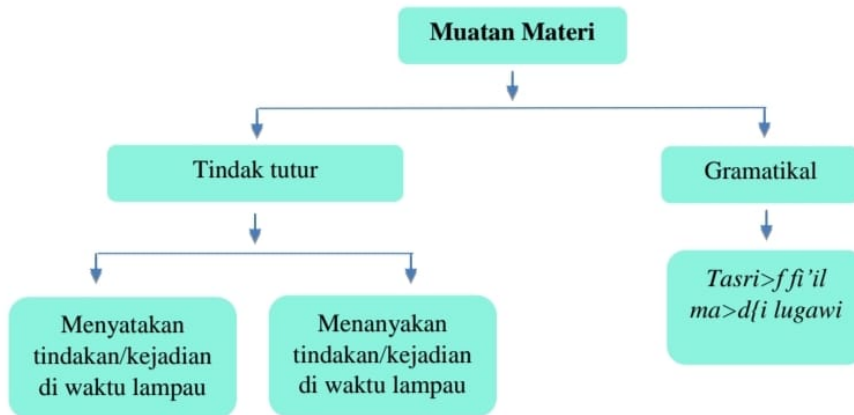 Muatan Materi
Tindak tutur
Gramatikal
Menyatakan
tindakan/kejadian
di waktu lampau
Menanyakan
tindakan/kejadian
di waktu lampau
Tasri>f fi’il
ma>d{i lugawi